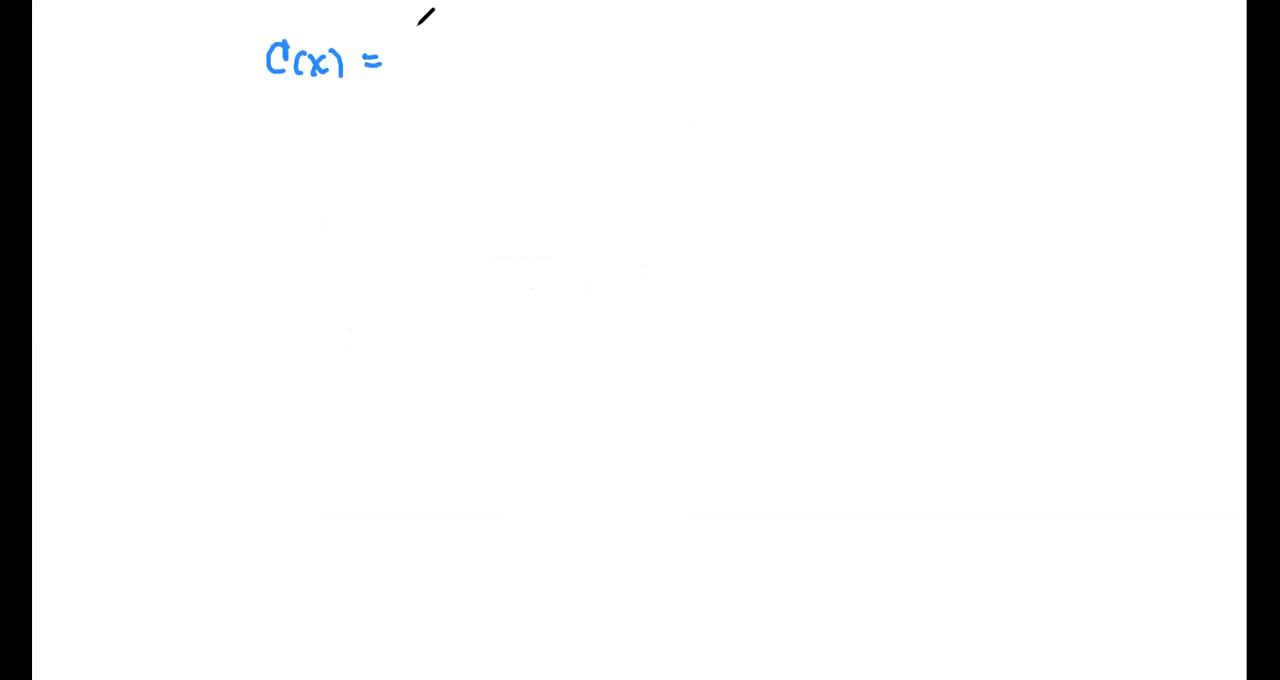 C(x) =